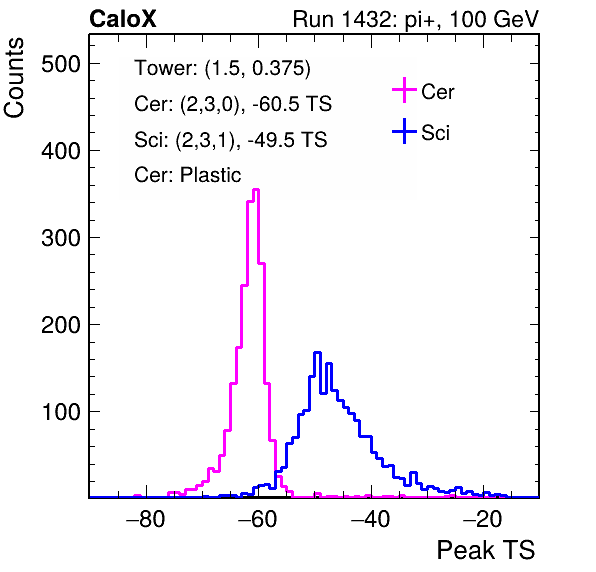 CaloX Run 1432: pi+, 100 GeV
Counts
Tower: (1.5, 0.375)
Cer: (2,3,0), -60.5 TS
Sci: (2,3,1), -49.5 TS
Cer: Plastic
Cer
Sci
500
400
300
200
100
−80 −60 −40 −20
Peak TS